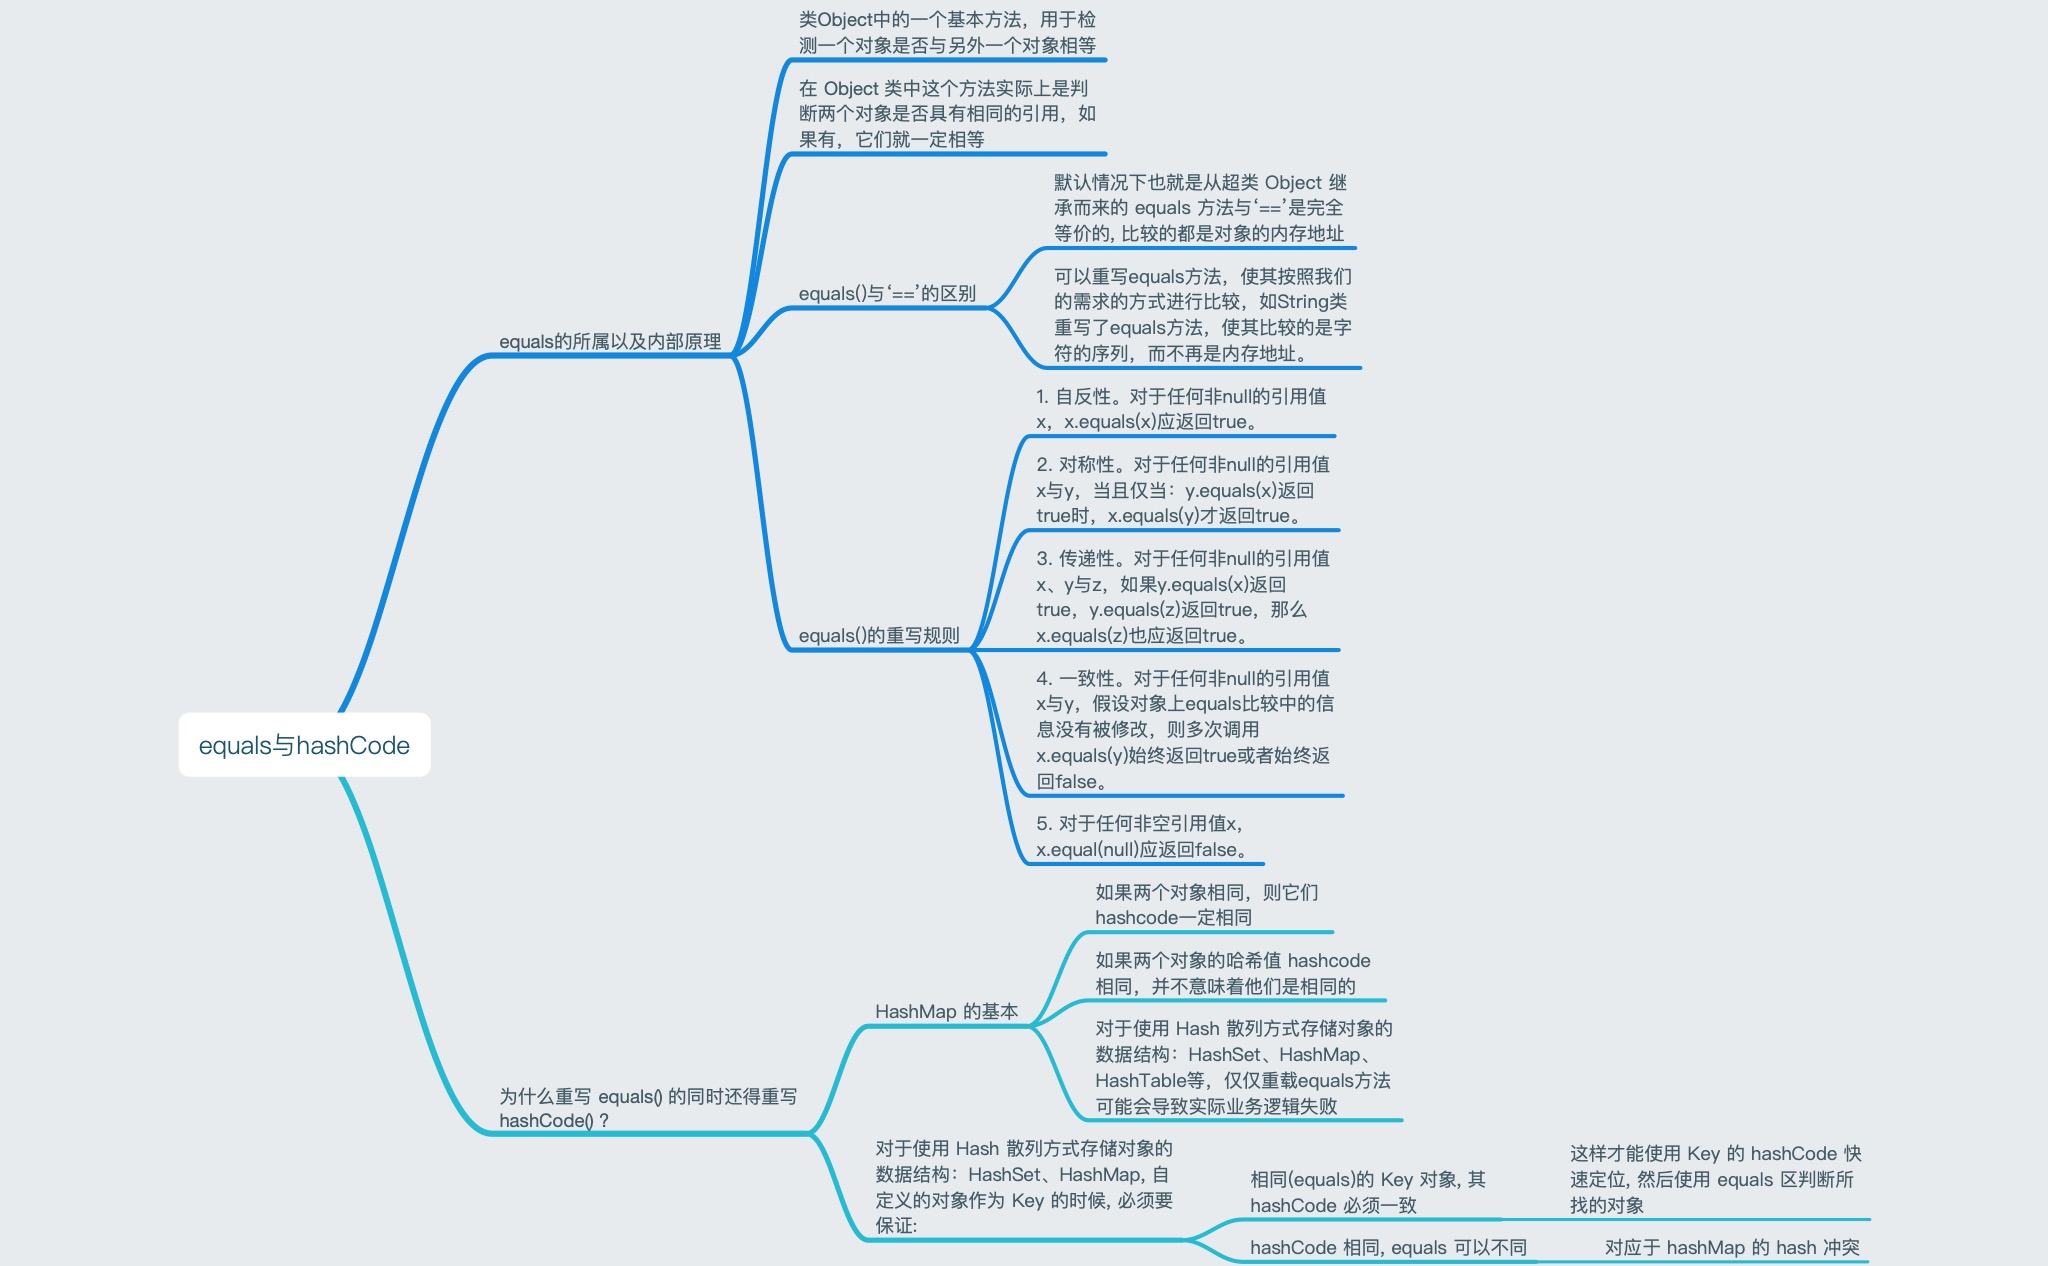 类Object中的一个基本方法，用于检
测一个对象是否与另外一个对象相等
在 Object 类中这个方法实际上是判
断两个对象是否具有相同的引用，如
果有，它们就一定相等
默认情况下也就是从超类 Object 继
承而来的 equals 方法与‘==’是完全
等价的, 比较的都是对象的内存地址
equals()与‘==’的区别
可以重写equals方法，使其按照我们
的需求的方式进行比较，如String类
重写了equals方法，使其比较的是字
符的序列，而不再是内存地址。
equals的所属以及内部原理
1. 自反性。对于任何非null的引用值
x，x.equals(x)应返回true。
2. 对称性。对于任何非null的引用值
x与y，当且仅当：y.equals(x)返回
true时，x.equals(y)才返回true。
3. 传递性。对于任何非null的引用值
x、y与z，如果y.equals(x)返回
true，y.equals(z)返回true，那么
x.equals(z)也应返回true。
equals()的重写规则
4. 一致性。对于任何非null的引用值
x与y，假设对象上equals比较中的信
息没有被修改，则多次调用
x.equals(y)始终返回true或者始终返
回false。
5. 对于任何非空引用值x，
x.equal(null)应返回false。
equals与hashCode
如果两个对象相同，则它们
hashcode一定相同
如果两个对象的哈希值 hashcode
相同，并不意味着他们是相同的
HashMap 的基本
对于使用 Hash 散列方式存储对象的
数据结构：HashSet、HashMap、
HashTable等，仅仅重载equals方法
可能会导致实际业务逻辑失败
为什么重写 equals() 的同时还得重写
hashCode()？
对于使用 Hash 散列方式存储对象的
数据结构：HashSet、HashMap, 自
定义的对象作为 Key 的时候, 必须要
保证:
相同(equals)的 Key 对象, 其
hashCode 必须一致
这样才能使用 Key 的 hashCode 快
速定位, 然后使用 equals 区判断所
找的对象
hashCode 相同, equals 可以不同
对应于 hashMap 的 hash 冲突